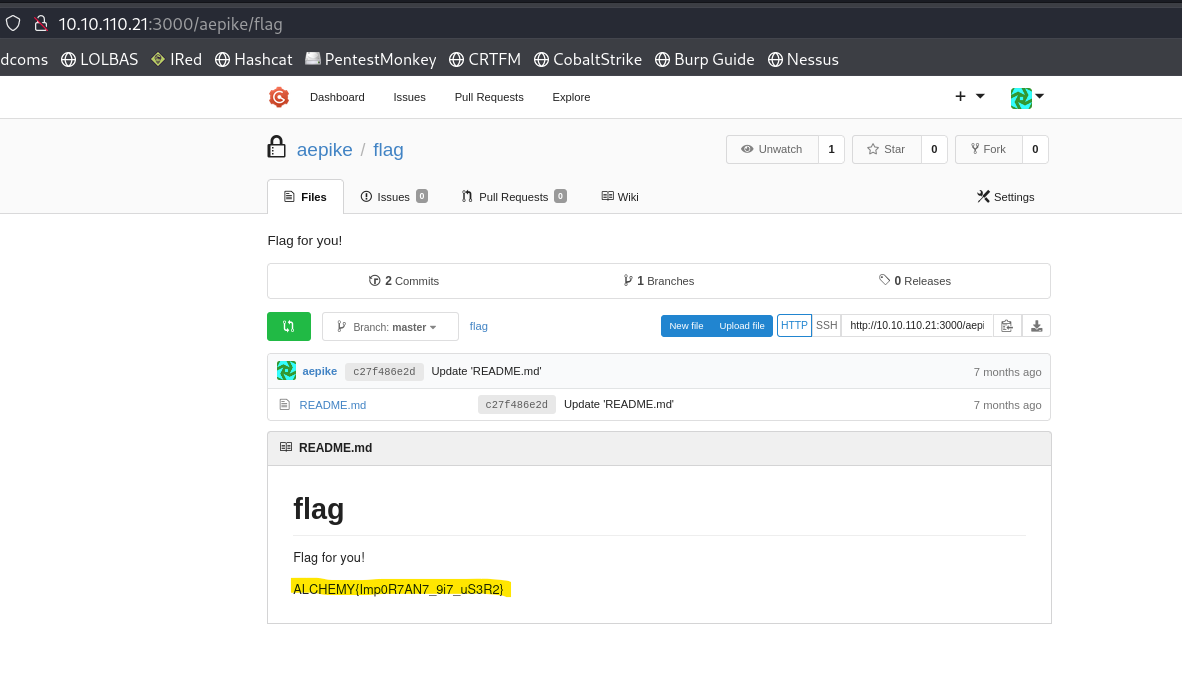 10.10.110.21:3000/aepike/flag
dcoms LOLBAS IRed Hashcat PentestMonkey CRTFM CobaltStrike Burp Guide Nessus
Dashboard Issues Pull Requests Explore +
aepike / flag Unwatch 1 Star 0 Fork 0
Files Issues 0 Pull Requests 0 Wiki Settings
Flag for you!
2 Commits 1 Branches 0 Releases
Branch: master flag New file Upload file HTTP SSH http://10.10.110.21:3000/aepi
aepike c27f486e2d Update 'README.md' 7 months ago
README.md c27f486e2d Update 'README.md' 7 months ago
README.md
flag
Flag for you!
ALCHEMY{Imp0R7AN7_9i7_uS3R2}